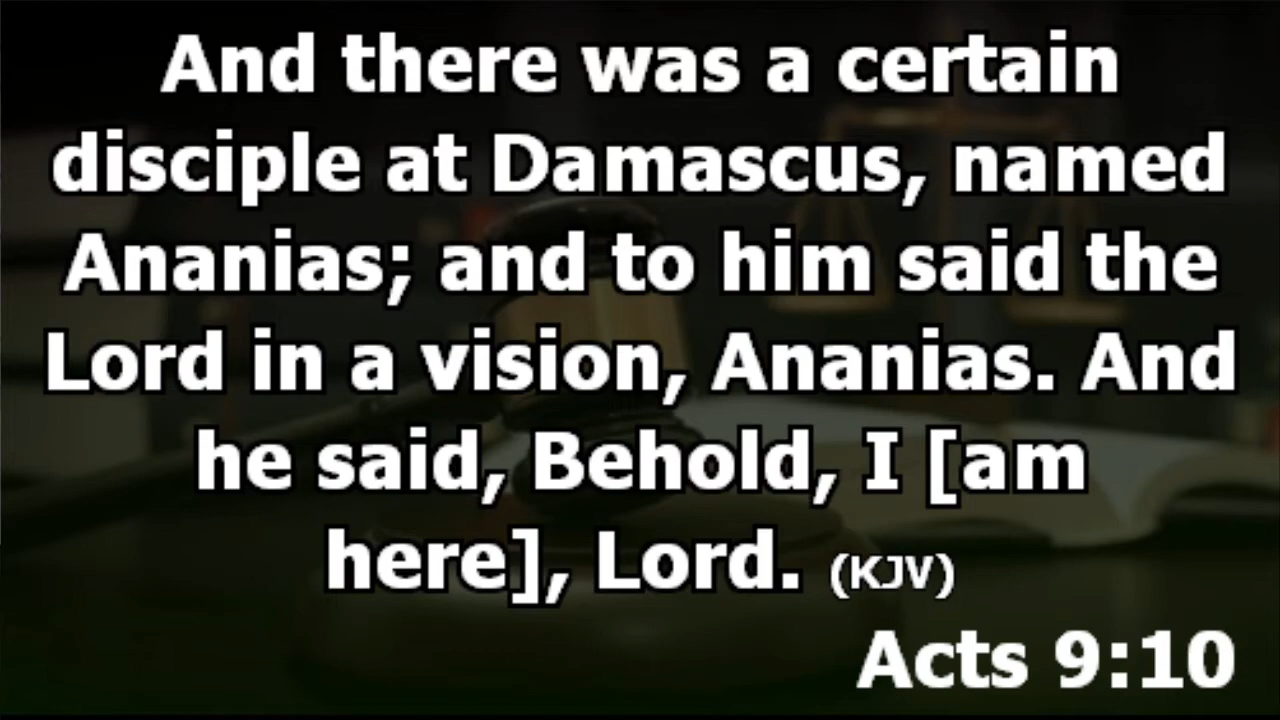 And there was a certain
disciple at Damascus, named
Ananias; and to him said the
Lord in a vision, Ananias. And
he said, Behold, I [am
here], Lord. (KJV)
Acts 9:10